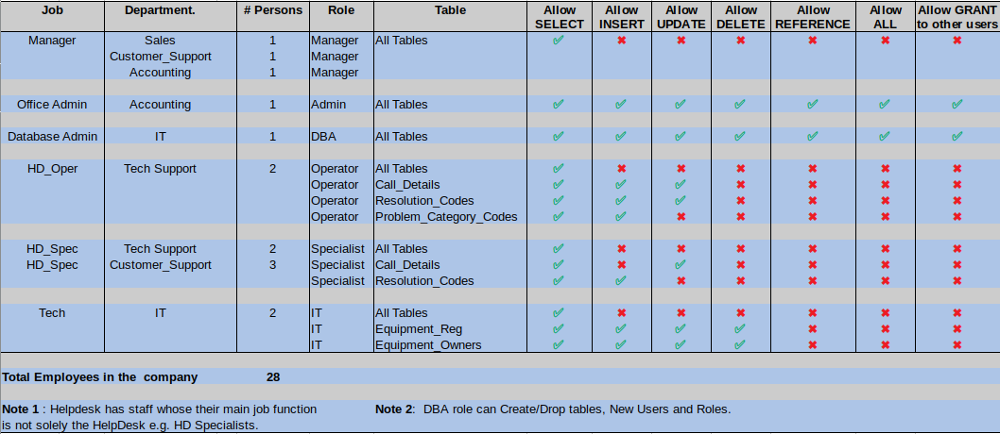 Job Department. # Persons Role Table Allow SELECT Allow INSERT Allow UPDATE Allow DELETE Allow REFERENCE Allow ALL Allow GRANT to other users
Manager Sales 1 Manager All Tables ✓ ✖ ✖ ✖ ✖ ✖ ✖
Customer_Support 1 Manager
Accounting 1 Manager
Office Admin Accounting 1 Admin All Tables ✓ ✓ ✓ ✓ ✓ ✓ ✓
Database Admin IT 1 DBA All Tables ✓ ✓ ✓ ✓ ✓ ✓ ✓
HD_Oper Tech Support 2 Operator All Tables ✓ ✖ ✖ ✖ ✖ ✖ ✖
Operator Call_Details ✓ ✓ ✓ ✖ ✖ ✖ ✖
Operator Resolution_Codes ✓ ✓ ✓ ✖ ✖ ✖ ✖
Operator Problem_Category_Codes ✓ ✓ ✖ ✖ ✖ ✖ ✖
HD_Spec Tech Support 2 Specialist All Tables ✓ ✖ ✖ ✖ ✖ ✖ ✖
HD_Spec Customer_Support 3 Specialist Call_Details ✓ ✖ ✓ ✖ ✖ ✖ ✖
Specialist Resolution_Codes ✓ ✓ ✖ ✖ ✖ ✖ ✖
Tech IT 2 IT All Tables ✓ ✖ ✖ ✖ ✖ ✖ ✖
IT Equipment_Reg ✓ ✓ ✓ ✓ ✖ ✖ ✖
IT Equipment_Owners ✓ ✓ ✓ ✓ ✖ ✖ ✖
Total Employees in the company 28
Note 1 : Helpdesk has staff whose their main job function
is not solely the HelpDesk e.g. HD Specialists.
Note 2: DBA role can Create/Drop tables, New Users and Roles.